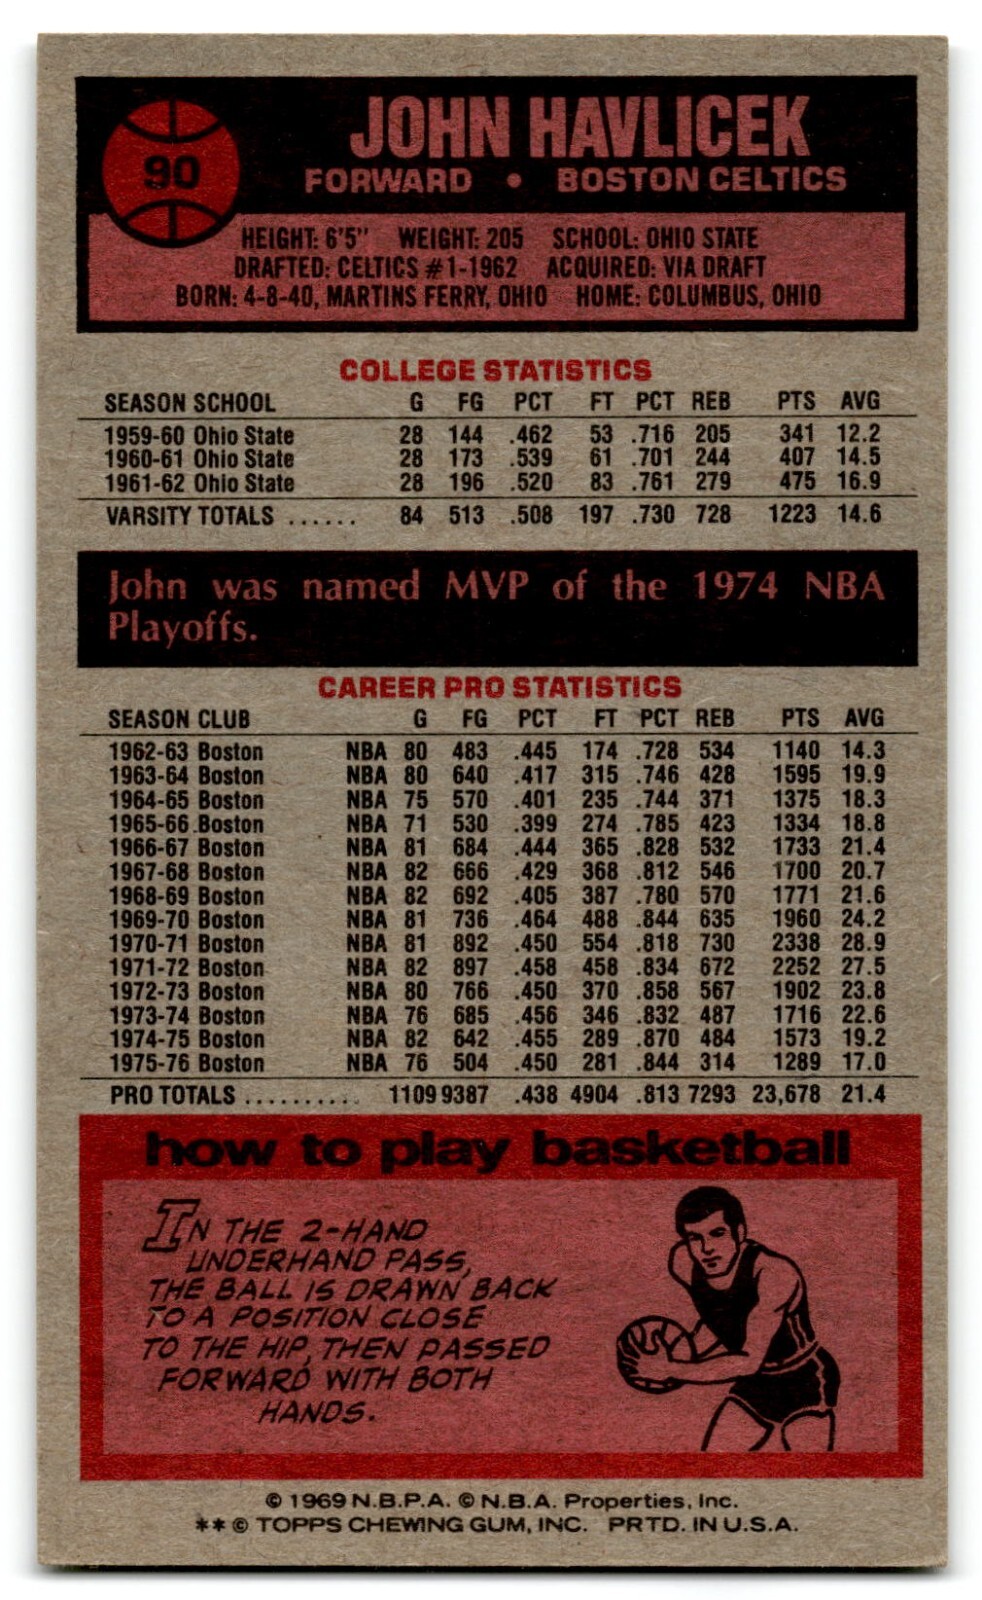 90
JOHN HAVLICEK
FORWARD • BOSTON CELTICS
HEIGHT: 6'5" WEIGHT: 205 SCHOOL: OHIO STATE
DRAFTED: CELTICS #1-1962 ACQUIRED: VIA DRAFT
BORN: 4-8-40, MARTINS FERRY, OHIO HOME: COLUMBUS, OHIO
COLLEGE STATISTICS
SEASON SCHOOL G FG PCT FT PCT REB PTS AVG
1959-60 Ohio State 28 144 .462 53 .716 205 341 12.2
1960-61 Ohio State 28 173 .539 61 .701 244 407 14.5
1961-62 Ohio State 28 196 .520 83 .761 279 475 16.9
VARSITY TOTALS ...... 84 513 .508 197 .730 728 1223 14.6
John was named MVP of the 1974 NBA
Playoffs.
CAREER PRO STATISTICS
SEASON CLUB G FG PCT FT PCT REB PTS AVG
1962-63 Boston NBA 80 483 .445 174 .728 534 1140 14.3
1963-64 Boston NBA 80 640 .417 315 .746 428 1595 19.9
1964-65 Boston NBA 75 570 .401 235 .744 371 1375 18.3
1965-66 Boston NBA 71 530 .399 274 .785 423 1334 18.8
1966-67 Boston NBA 81 684 .444 365 .828 532 1733 21.4
1967-68 Boston NBA 82 666 .429 368 .812 546 1700 20.7
1968-69 Boston NBA 82 692 .405 387 .780 570 1771 21.6
1969-70 Boston NBA 81 736 .464 488 .844 635 1960 24.2
1970-71 Boston NBA 81 892 .450 554 .818 730 2338 28.9
1971-72 Boston NBA 82 897 .458 458 .834 672 2252 27.5
1972-73 Boston NBA 80 766 .450 370 .858 567 1902 23.8
1973-74 Boston NBA 76 685 .456 346 .832 487 1716 22.6
1974-75 Boston NBA 82 642 .455 289 .870 484 1573 19.2
1975-76 Boston NBA 76 504 .450 281 .844 314 1289 17.0
PRO TOTALS .......... 1109 9387 .438 4904 .813 7293 23,678 21.4
how to play basketball
IN THE 2-HAND
UNDERHAND PASS,
THE BALL IS DRAWN BACK
TO A POSITION CLOSE
TO THE HIP, THEN PASSED
FORWARD WITH BOTH
HANDS.
© 1969 N.B.P.A. © N.B.A. Properties, Inc.
** © TOPPS CHEWING GUM, INC. PRTD. IN U.S.A.